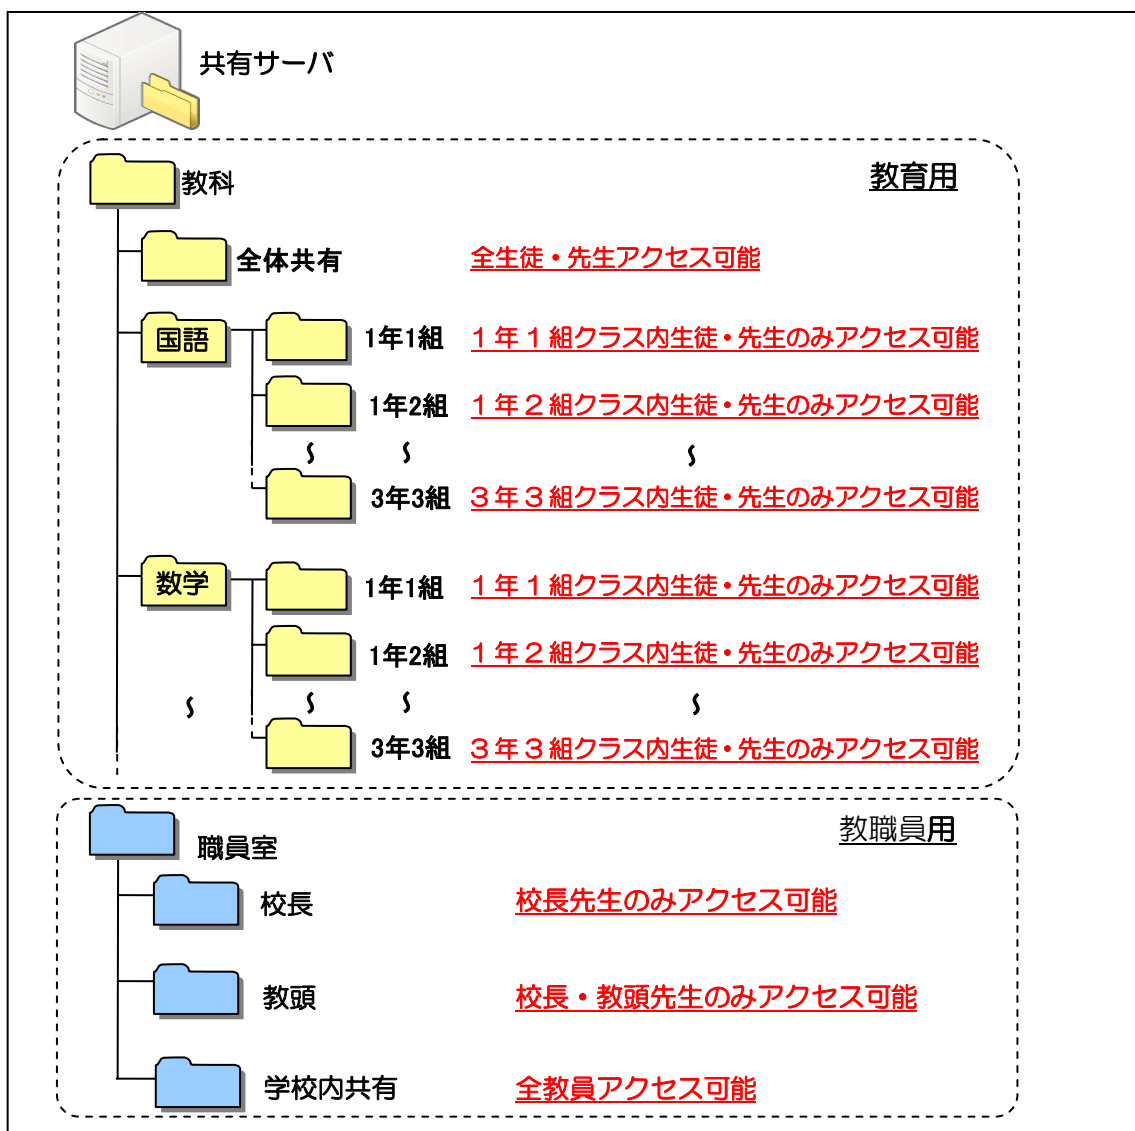 共有サーバ
教育用
教科
全体共有 全生徒・先生アクセス可能
国語 1年1組 １年１組クラス内生徒・先生のみアクセス可能
1年2組 １年２組クラス内生徒・先生のみアクセス可能
～ ～ ～
3年3組 ３年３組クラス内生徒・先生のみアクセス可能
数学 1年1組 １年１組クラス内生徒・先生のみアクセス可能
1年2組 １年２組クラス内生徒・先生のみアクセス可能
～ ～ ～ ～
3年3組 ３年３組クラス内生徒・先生のみアクセス可能
教職員用
職員室
校長 校長先生のみアクセス可能
教頭 校長・教頭先生のみアクセス可能
学校内共有 全教員アクセス可能